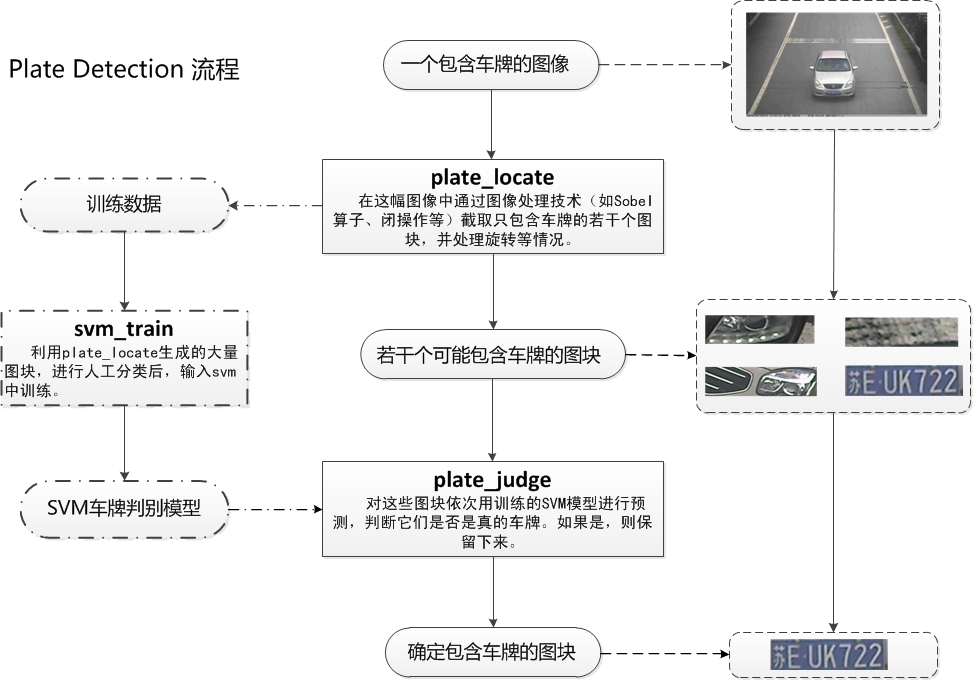 Plate Detection 流程
一个包含车牌的图像
plate_locate
在这幅图像中通过图像处理技术（如Sobel
算子、闭操作等）截取只包含车牌的若干个图
块，并处理旋转等情况。
训练数据
svm_train
利用plate_locate生成的大量
图块，进行人工分类后，输入svm
中训练。
若干个可能包含车牌的图块
苏E·UK722
SVM车牌判别模型
plate_judge
对这些图块依次用训练的SVM模型进行预
测，判断它们是否是真的车牌。如果是，则保
留下来。
确定包含车牌的图块
苏E·UK722